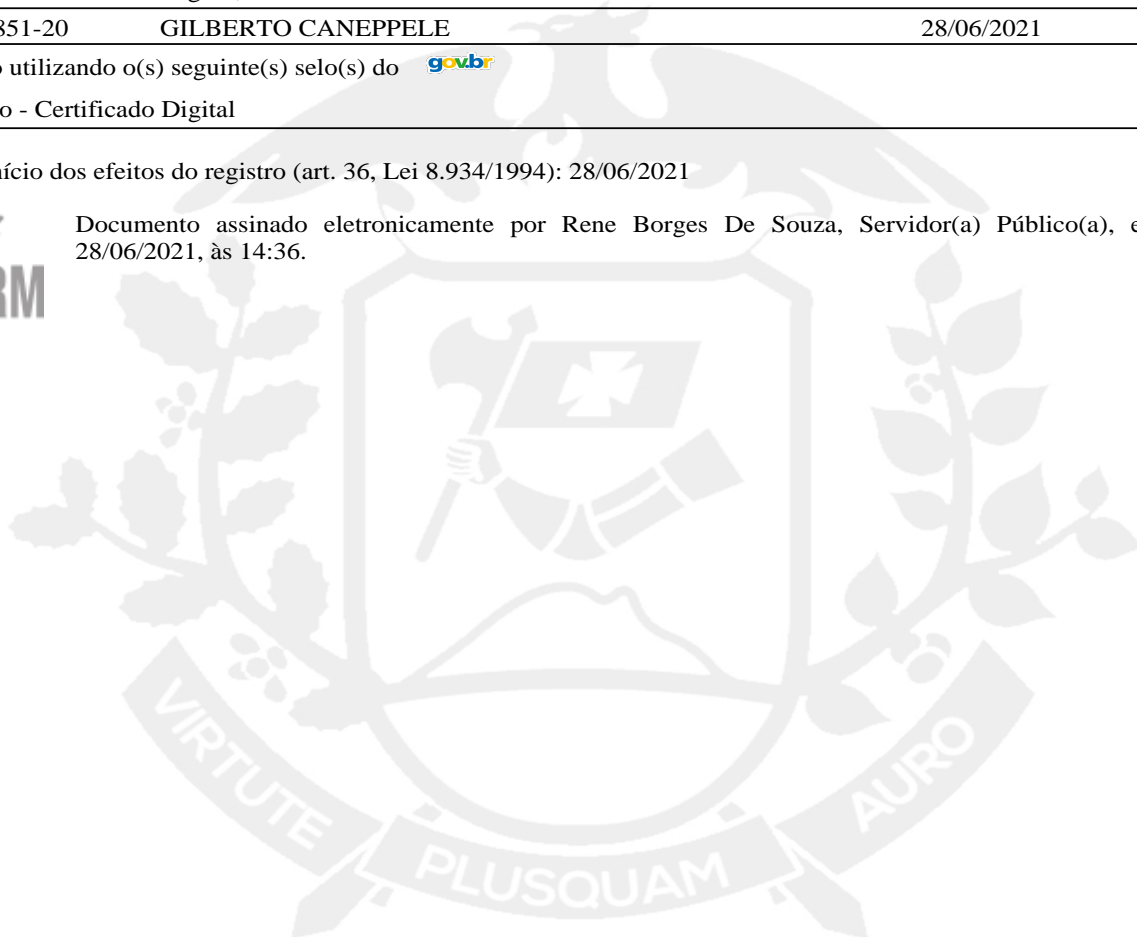 851-20 GILBERTO CANEPPELE 28/06/2021
utilizando o(s) seguinte(s) selo(s) do gov.br
o - Certificado Digital
nício dos efeitos do registro (art. 36, Lei 8.934/1994): 28/06/2021
Documento assinado eletronicamente por Rene Borges De Souza, Servidor(a) Público(a), e
28/06/2021, às 14:36.
RM
VIRTUTE PLUSQUAM AURO